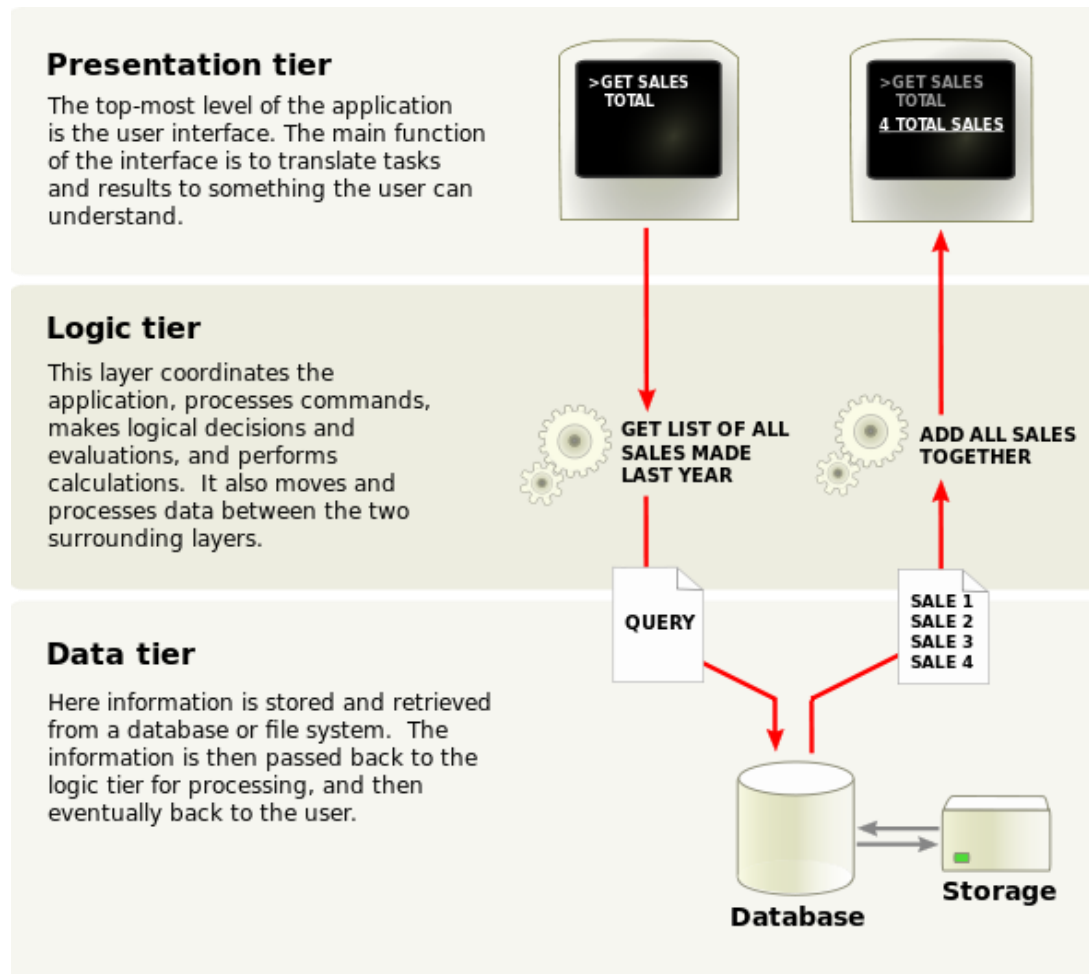 Presentation tier
The top-most level of the application
is the user interface. The main function
of the interface is to translate tasks
and results to something the user can
understand.
>GET SALES
TOTAL
>GET SALES
TOTAL
4 TOTAL SALES
Logic tier
This layer coordinates the
application, processes commands,
makes logical decisions and
evaluations, and performs
calculations.  It also moves and
processes data between the two
surrounding layers.
GET LIST OF ALL
SALES MADE
LAST YEAR
ADD ALL SALES
TOGETHER
QUERY
SALE 1
SALE 2
SALE 3
SALE 4
Data tier
Here information is stored and retrieved
from a database or file system.  The
information is then passed back to the
logic tier for processing, and then
eventually back to the user.
Database
Storage